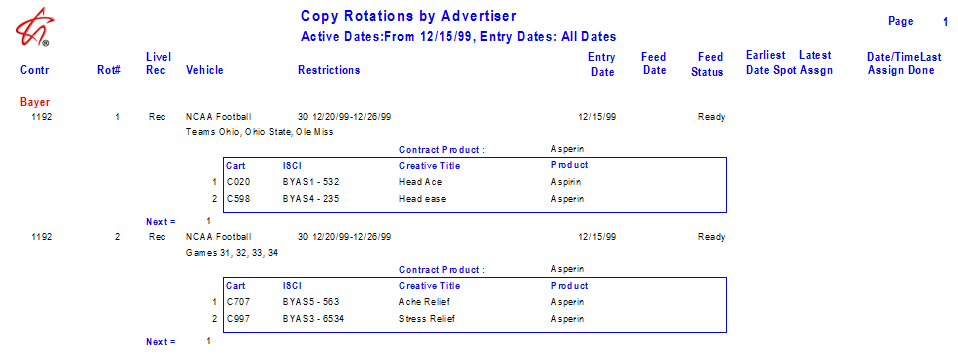 Copy Rotations by Advertiser
Page 1
Active Dates:From 12/15/99, Entry Dates: All Dates
Livel Entry Feed Feed Earliest Latest Date/TimeLast
Contr Rot# Rec Vehicle Restrictions Date Date Status Date Spot Assgn Assign Done
Bayer
1192 1 Rec NCAA Football 30 12/20/99-12/26/99 12/15/99 Ready
Teams Ohio, Ohio State, Ole Miss
Contract Product : Asperin
Cart ISCI Creative Title Product
1 C020 BYAS1 - 532 Head Ace Aspirin
2 C598 BYAS4 - 235 Head ease Asperin
Next = 1
1192 2 Rec NCAA Football 30 12/20/99-12/26/99 12/15/99 Ready
Games 31, 32, 33, 34
Contract Product : Asperin
Cart ISCI Creative Title Product
1 C707 BYAS5 - 563 Ache Relief Asperin
2 C997 BYAS3 - 6534 Stress Relief Asperin
Next = 1